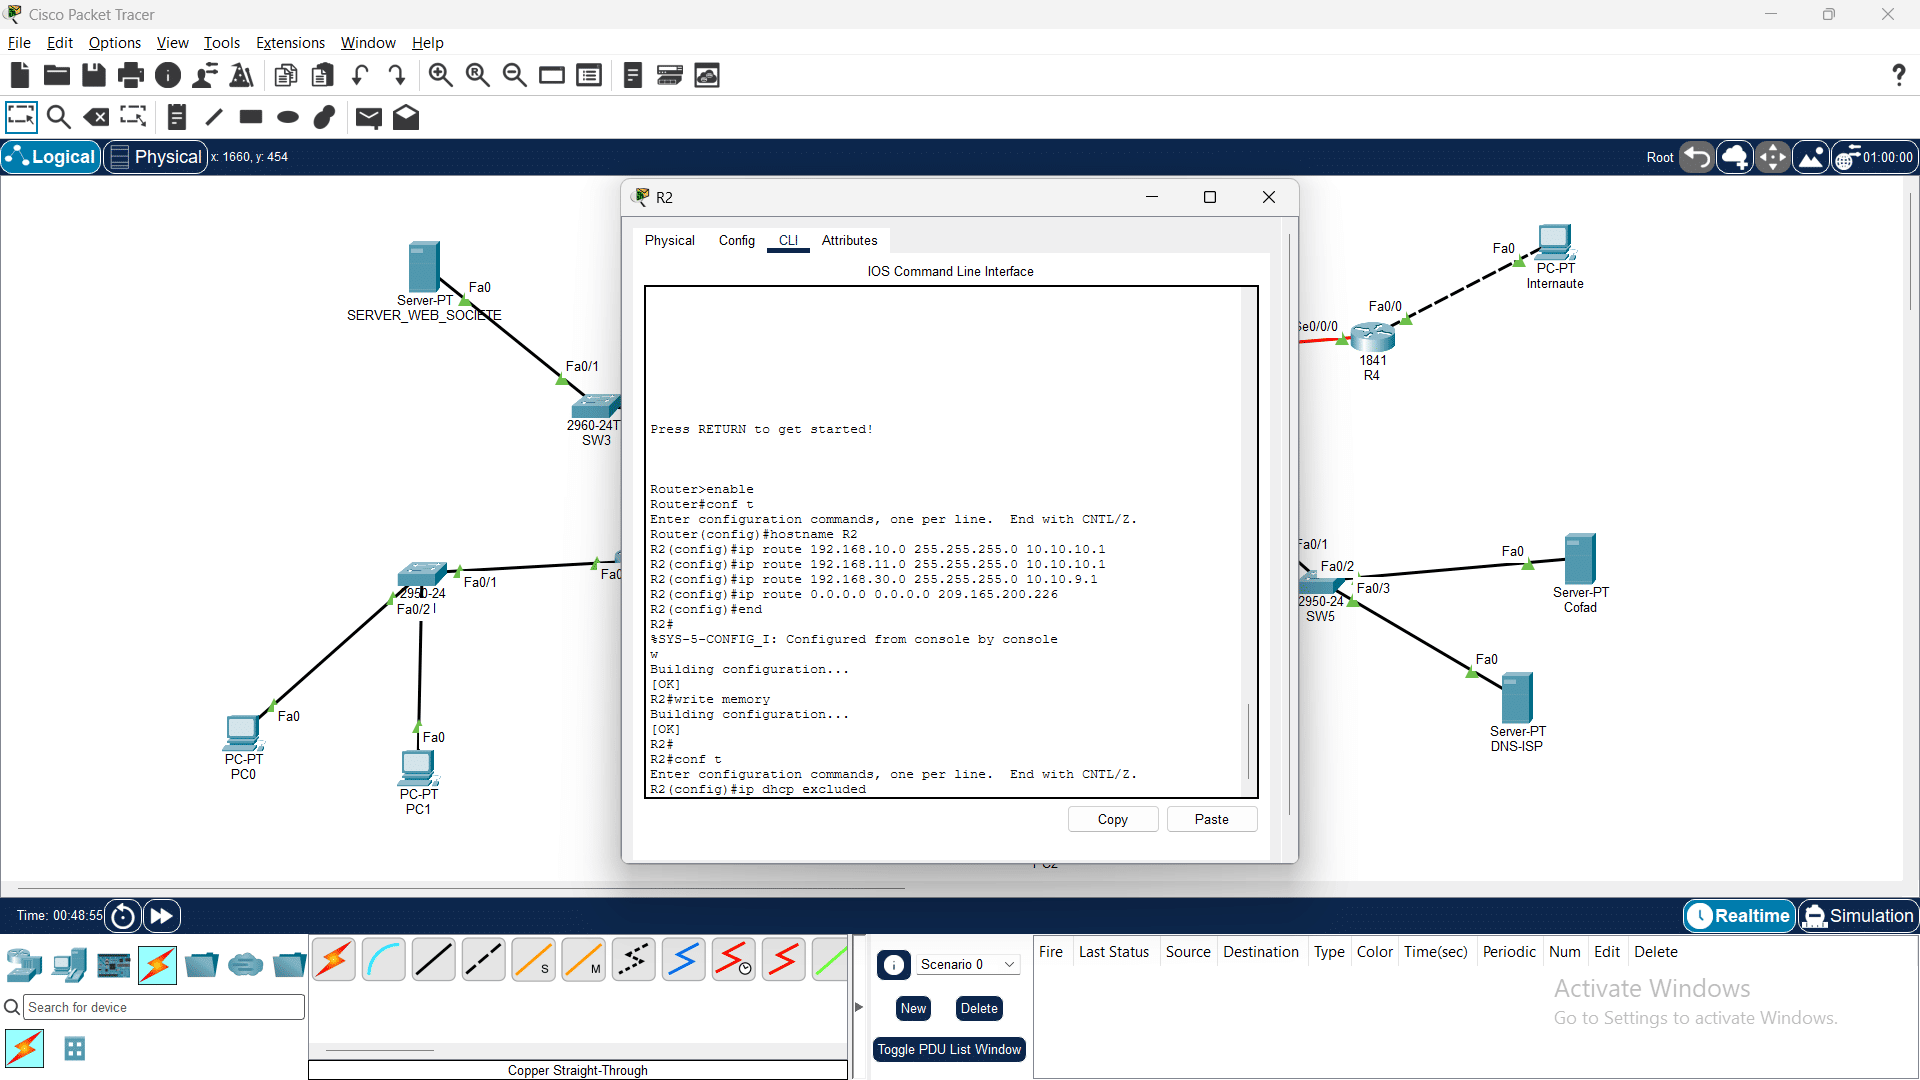 Cisco Packet Tracer
File Edit Options View Tools Extensions Window Help
Logical Physical x: 1660, y: 454 Root 01:00:00
R2
Physical Config CLI Attributes
IOS Command Line Interface
Press RETURN to get started!
Router>enable
Router#conf t
Enter configuration commands, one per line. End with CNTL/Z.
Router(config)#hostname R2
R2(config)#ip route 192.168.10.0 255.255.255.0 10.10.10.1
R2(config)#ip route 192.168.11.0 255.255.255.0 10.10.10.1
R2(config)#ip route 192.168.30.0 255.255.255.0 10.10.9.1
R2(config)#ip route 0.0.0.0 0.0.0.0 209.165.200.226
R2(config)#end
R2#
%SYS-5-CONFIG_I: Configured from console by console
w
Building configuration...
[OK]
R2#write memory
Building configuration...
[OK]
R2#
R2#conf t
Enter configuration commands, one per line. End with CNTL/Z.
R2(config)#ip dhcp excluded
Copy Paste
Fa0
Server-PT
SERVER_WEB_SOCIETE
Fa0/1
2960-24T
SW3
Fa0/1
2950-24
Fa0/2
Fa0
Fa0
PC-PT
PC0
Fa0
PC-PT
PC1
Fa0
PC-PT
Internaute
Fa0/0
Se0/0/0
1841
R4
Fa0/1
Fa0/2
Fa0/3
2950-24
SW5
Fa0
Server-PT
Cofad
Fa0
Server-PT
DNS-ISP
PC2
Time: 00:48:55 Realtime Simulation
Search for device
S M
Copper Straight-Through
Scenario 0
New Delete
Toggle PDU List Window
Fire Last Status Source Destination Type Color Time(sec) Periodic Num Edit Delete
Activate Windows
Go to Settings to activate Windows.